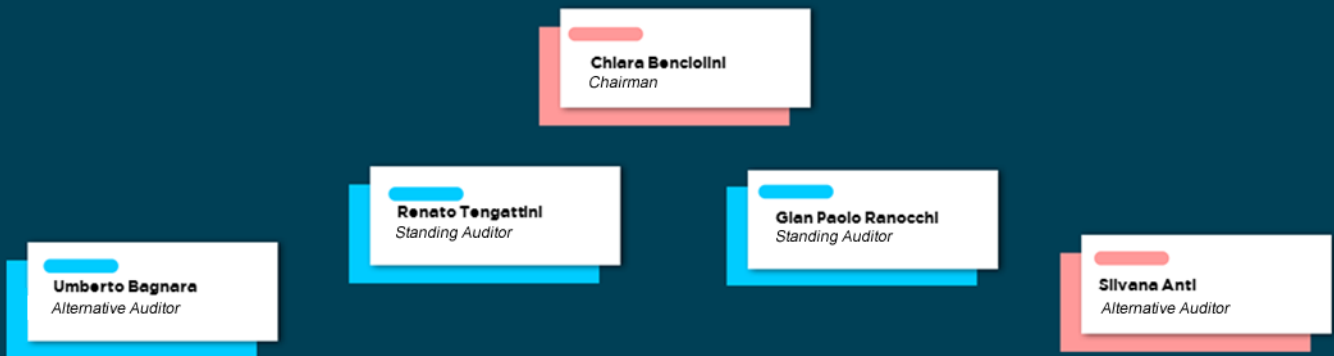 Chiara Benciolini
Chairman
Renato Tengattini
Standing Auditor
Gian Paolo Ranocchi
Standing Auditor
Umberto Bagnara
Alternative Auditor
Silvana Anti
Alternative Auditor